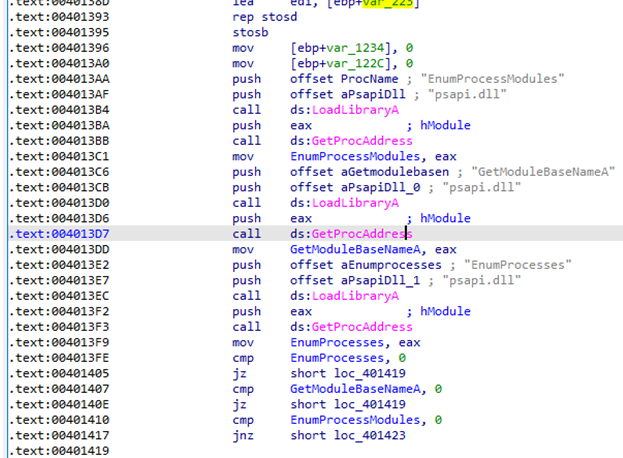 .text:0040138D lea edi, [ebp+var_223]
.text:00401393 rep stosd
.text:00401395 stosb
.text:00401396 mov [ebp+var_1234], 0
.text:004013A0 mov [ebp+var_122C], 0
.text:004013AA push offset ProcName ; "EnumProcessModules"
.text:004013AF push offset aPsapiDll ; "psapi.dll"
.text:004013B4 call ds:LoadLibraryA
.text:004013BA push eax ; hModule
.text:004013BB call ds:GetProcAddress
.text:004013C1 mov EnumProcessModules, eax
.text:004013C6 push offset aGetmodulebasen ; "GetModuleBaseNameA"
.text:004013CB push offset aPsapiDll_0 ; "psapi.dll"
.text:004013D0 call ds:LoadLibraryA
.text:004013D6 push eax ; hModule
.text:004013D7 call ds:GetProcAddress
.text:004013DD mov GetModuleBaseNameA, eax
.text:004013E2 push offset aEnumprocesses ; "EnumProcesses"
.text:004013E7 push offset aPsapiDll_1 ; "psapi.dll"
.text:004013EC call ds:LoadLibraryA
.text:004013F2 push eax ; hModule
.text:004013F3 call ds:GetProcAddress
.text:004013F9 mov EnumProcesses, eax
.text:004013FE cmp EnumProcesses, 0
.text:00401405 jz short loc_401419
.text:00401407 cmp GetModuleBaseNameA, 0
.text:0040140E jz short loc_401419
.text:00401410 cmp EnumProcessModules, 0
.text:00401417 jnz short loc_401423
.text:00401419